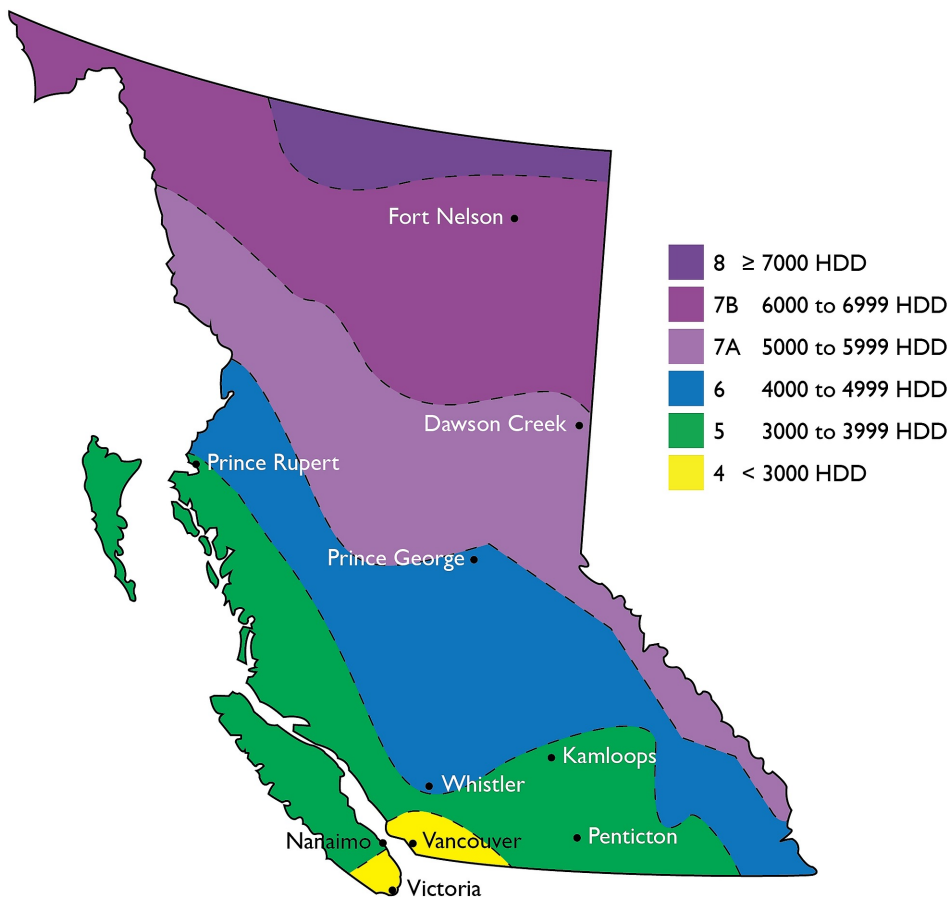 Fort Nelson
8 ≥ 7000 HDD
7B 6000 to 6999 HDD
7A 5000 to 5999 HDD
6 4000 to 4999 HDD
5 3000 to 3999 HDD
4 < 3000 HDD
Dawson Creek
Prince Rupert
Prince George
Kamloops
Whistler
Penticton
Nanaimo
Vancouver
Victoria